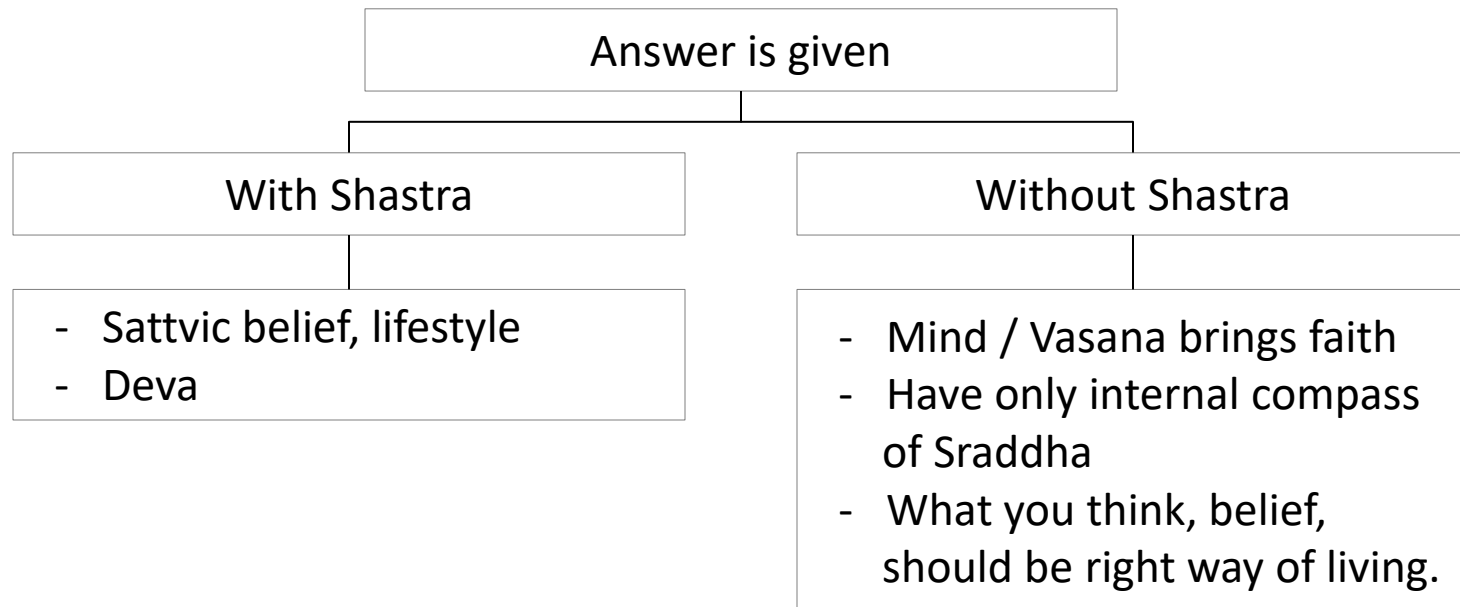 Answer is given
With Shastra
Without Shastra
- Sattvic belief, lifestyle
- Deva
- Mind / Vasana brings faith
- Have only internal compass
of Sraddha
- What you think, belief,
should be right way of living.